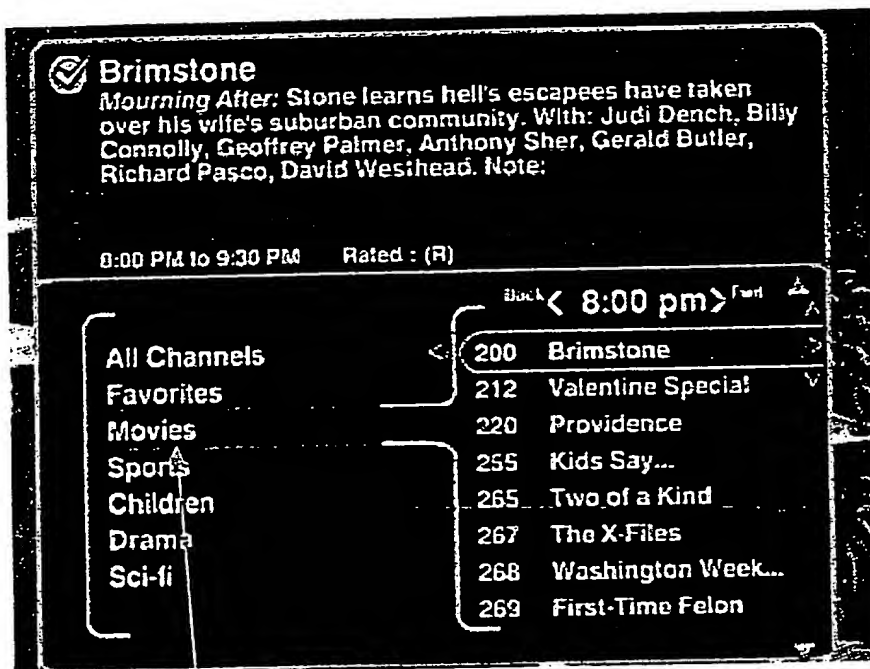 Brimstone
Mourning After: Stone learns hell's escapees have taken
over his wife's suburban community. With: Judi Dench, Billy
Connolly, Geoffrey Palmer, Anthony Sher, Gerald Butler,
Richard Pasco, David Westhead. Note:
8:00 PM to 9:30 PM Rated : (R)
Back < 8:00 pm > Fwd
All Channels
Favorites
Movies
Sports
Children
Drama
Sci-fi
200 Brimstone
212 Valentine Special
220 Providence
255 Kids Say...
265 Two of a Kind
267 The X-Files
268 Washington Week...
269 First-Time Felon